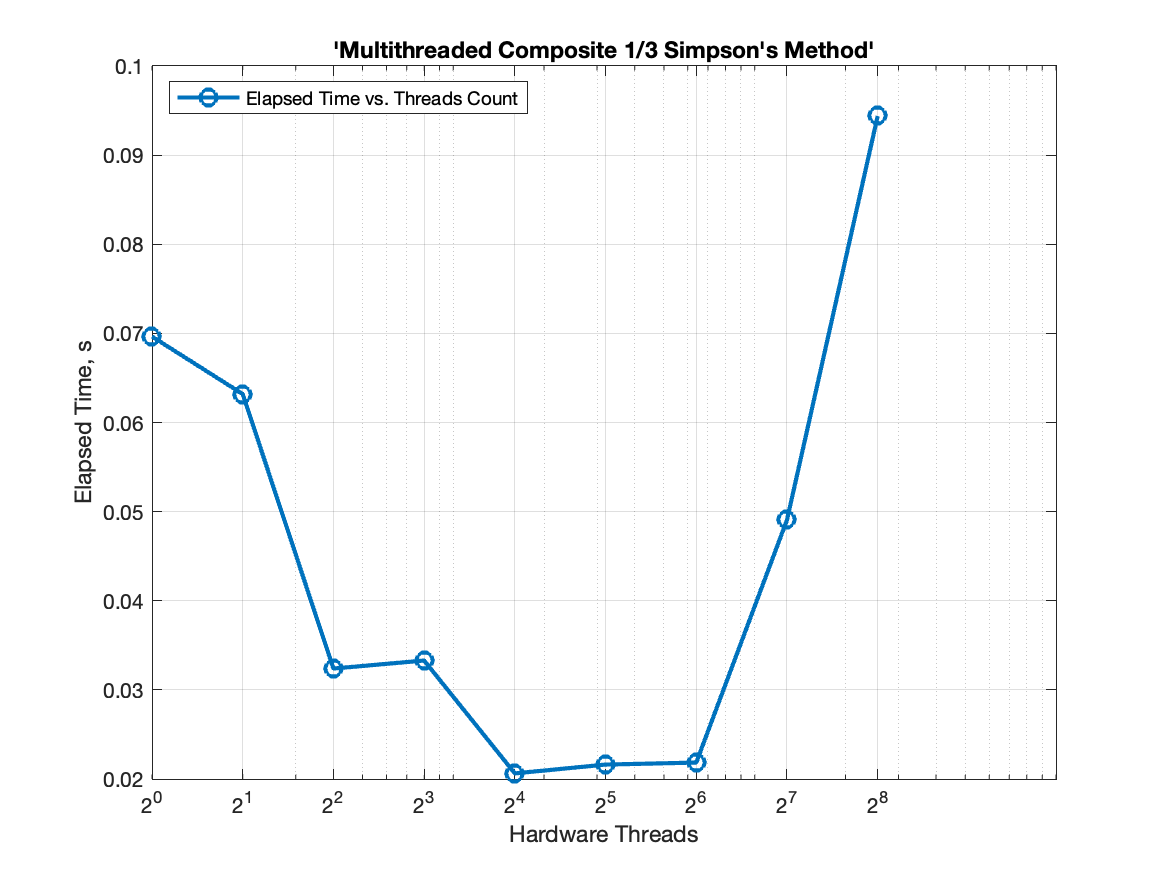 'Multithreaded Composite 1/3 Simpson's Method'
Elapsed Time vs. Threads Count
0.1
0.09
0.08
0.07
0.06
0.05
0.04
0.03
0.02
Elapsed Time, s
2^0 2^1 2^2 2^3 2^4 2^5 2^6 2^7 2^8
Hardware Threads